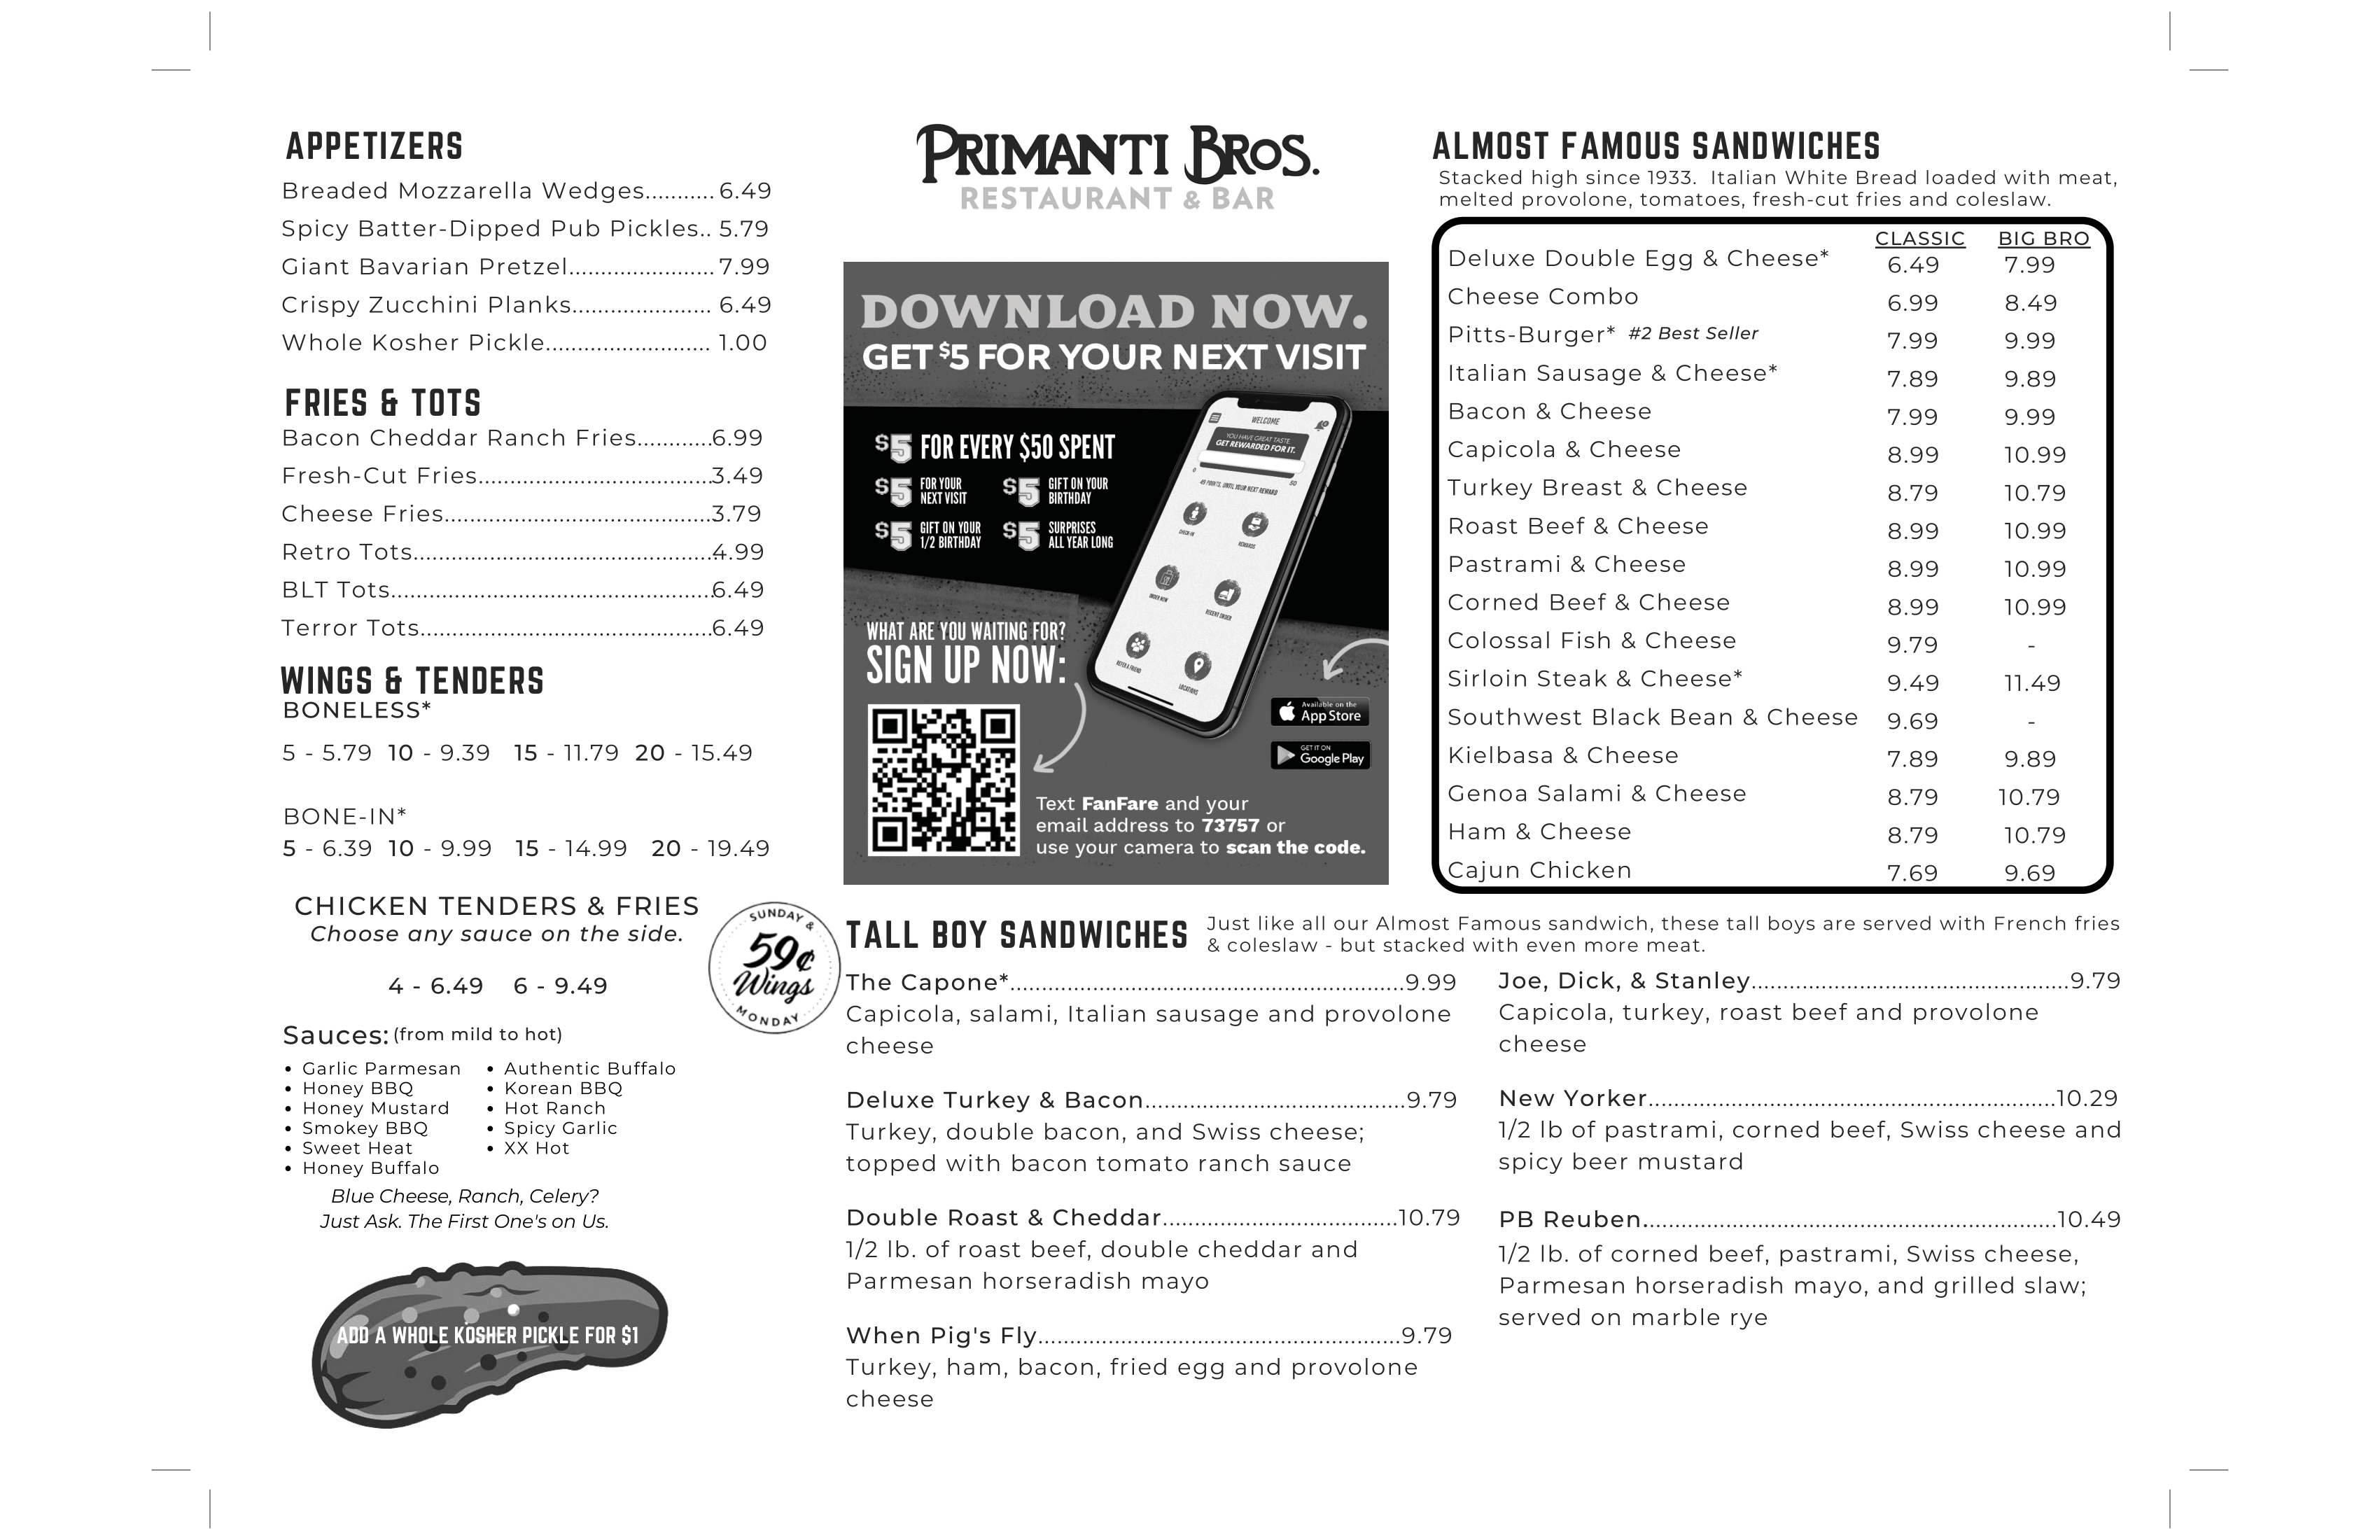 APPETIZERS
Breaded Mozzarella Wedges........... 6.49
Spicy Batter-Dipped Pub Pickles.. 5.79
Giant Bavarian Pretzel....................... 7.99
Crispy Zucchini Planks...................... 6.49
Whole Kosher Pickle.......................... 1.00
FRIES & TOTS
Bacon Cheddar Ranch Fries............6.99
Fresh-Cut Fries.....................................3.49
Cheese Fries..........................................3.79
Retro Tots...............................................4.99
BLT Tots...................................................6.49
Terror Tots..............................................6.49
WINGS & TENDERS
BONELESS*
5 - 5.79 10 - 9.39 15 - 11.79 20 - 15.49
BONE-IN*
5 - 6.39 10 - 9.99 15 - 14.99 20 - 19.49
CHICKEN TENDERS & FRIES
Choose any sauce on the side.
4 - 6.49 6 - 9.49
Sauces: (from mild to hot)
• Garlic Parmesan
• Honey BBQ
• Honey Mustard
• Smokey BBQ
• Sweet Heat
• Honey Buffalo
• Authentic Buffalo
• Korean BBQ
• Hot Ranch
• Spicy Garlic
• XX Hot
Blue Cheese, Ranch, Celery?
Just Ask. The First One's on Us.
ADD A WHOLE KOSHER PICKLE FOR $1
SUNDAY &
59¢
Wings
MONDAY
PRIMANTI BROS.
RESTAURANT & BAR
DOWNLOAD NOW.
GET $5 FOR YOUR NEXT VISIT
$5 FOR EVERY $50 SPENT
$5 FOR YOUR NEXT VISIT
$5 GIFT ON YOUR BIRTHDAY
$5 GIFT ON YOUR 1/2 BIRTHDAY
$5 SURPRISES ALL YEAR LONG
WELCOME
YOU HAVE GREAT TASTE
GET REWARDED FOR IT.
0
50
49 POINTS, UNTIL YOUR NEXT REWARD
CHECK IN
REWARDS
ORDER NOW
RECENT ORDER
REFER A FRIEND
LOCATIONS
WHAT ARE YOU WAITING FOR?
SIGN UP NOW:
Available on the
App Store
GET IT ON
Google Play
Text FanFare and your
email address to 73757 or
use your camera to scan the code.
ALMOST FAMOUS SANDWICHES
Stacked high since 1933. Italian White Bread loaded with meat,
melted provolone, tomatoes, fresh-cut fries and coleslaw.
CLASSIC BIG BRO
Deluxe Double Egg & Cheese* 6.49 7.99
Cheese Combo 6.99 8.49
Pitts-Burger* #2 Best Seller 7.99 9.99
Italian Sausage & Cheese* 7.89 9.89
Bacon & Cheese 7.99 9.99
Capicola & Cheese 8.99 10.99
Turkey Breast & Cheese 8.79 10.79
Roast Beef & Cheese 8.99 10.99
Pastrami & Cheese 8.99 10.99
Corned Beef & Cheese 8.99 10.99
Colossal Fish & Cheese 9.79 -
Sirloin Steak & Cheese* 9.49 11.49
Southwest Black Bean & Cheese 9.69 -
Kielbasa & Cheese 7.89 9.89
Genoa Salami & Cheese 8.79 10.79
Ham & Cheese 8.79 10.79
Cajun Chicken 7.69 9.69
TALL BOY SANDWICHES
Just like all our Almost Famous sandwich, these tall boys are served with French fries
& coleslaw - but stacked with even more meat.
The Capone*..............................................................9.99
Capicola, salami, Italian sausage and provolone
cheese
Deluxe Turkey & Bacon.........................................9.79
Turkey, double bacon, and Swiss cheese;
topped with bacon tomato ranch sauce
Double Roast & Cheddar.....................................10.79
1/2 lb. of roast beef, double cheddar and
Parmesan horseradish mayo
When Pig's Fly.........................................................9.79
Turkey, ham, bacon, fried egg and provolone
cheese
Joe, Dick, & Stanley..................................................9.79
Capicola, turkey, roast beef and provolone
cheese
New Yorker................................................................10.29
1/2 lb of pastrami, corned beef, Swiss cheese and
spicy beer mustard
PB Reuben.................................................................10.49
1/2 lb. of corned beef, pastrami, Swiss cheese,
Parmesan horseradish mayo, and grilled slaw;
served on marble rye